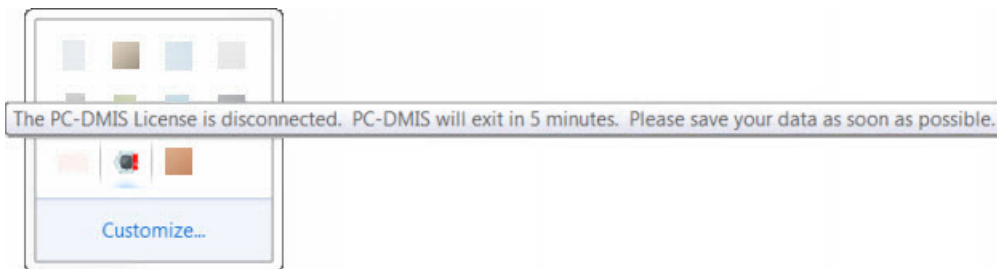 The PC-DMIS License is disconnected. PC-DMIS will exit in 5 minutes. Please save your data as soon as possible.
Customize...